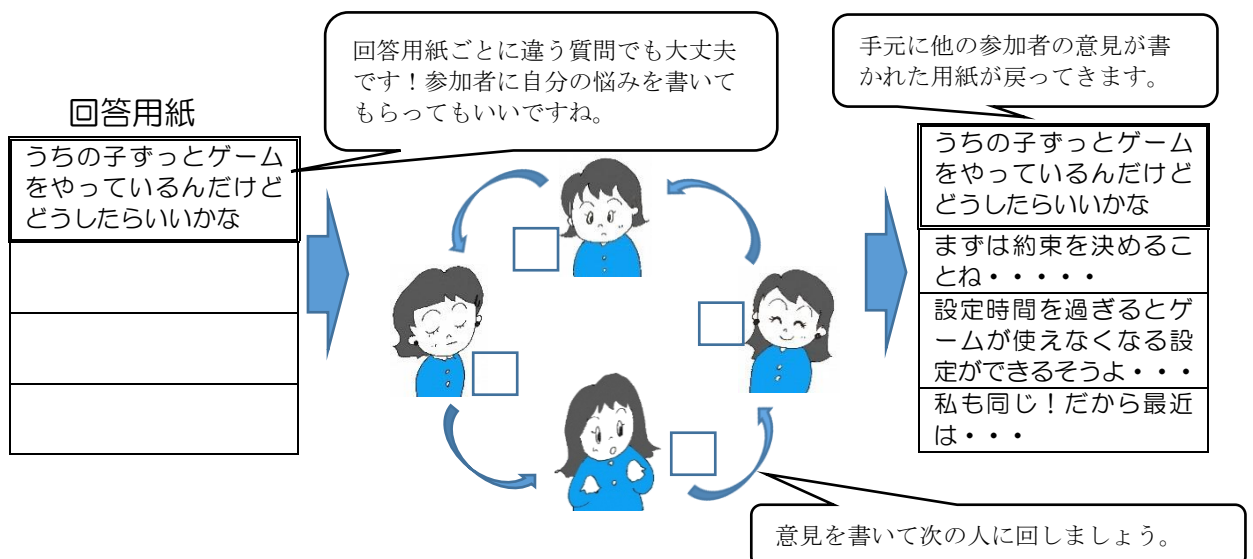 回答用紙ごとに違う質問でも大丈夫
です！参加者に自分の悩みを書いて
もらってもいいですね。
手元に他の参加者の意見が書
かれた用紙が戻ってきます。
回答用紙
うちの子ずっとゲーム
をやっているんだけど
どうしたらいいかな
うちの子ずっとゲーム
をやっているんだけど
どうしたらいいかな
まずは約束を決めるこ
とね・・・・・
設定時間を過ぎるとゲ
ームが使えなくなる設
定ができるそうよ・・・
私も同じ！だから最近
は・・・
意見を書いて次の人に回しましょう。